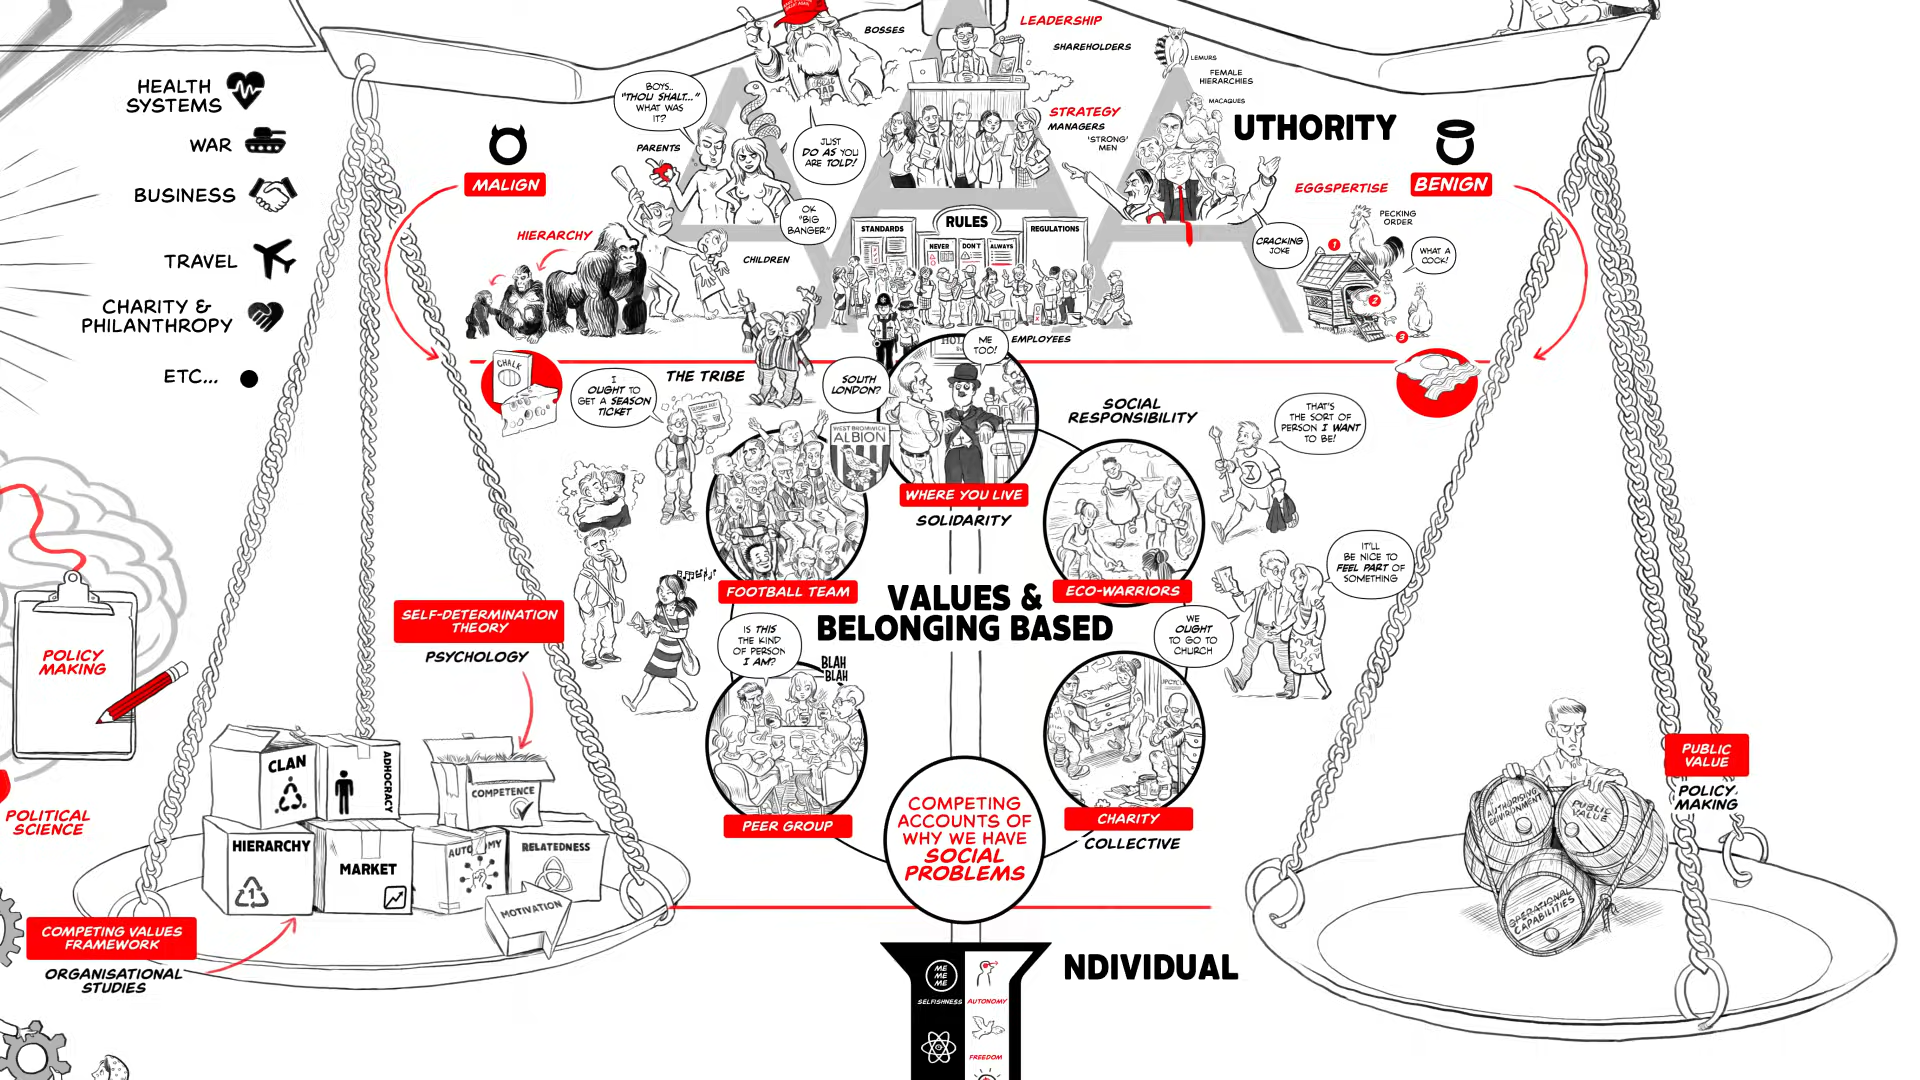 HEALTH
SYSTEMS
WAR
BUSINESS
TRAVEL
CHARITY &
PHILANTHROPY
ETC...
MALIGN
HIERARCHY
BOYS..
"THOU SHALT..."
WHAT WAS
IT?
PARENTS
JUST
DO AS YOU
ARE TOLD!
OK
"BIG
BANGER"
CHILDREN
BOSSES
LEADERSHIP
SHAREHOLDERS
STRATEGY
MANAGERS
'STRONG'
MEN
LEMURS
FEMALE
HIERARCHIES
MACAQUES
UTHORITY
EGGSPERTISE
BENIGN
CRACKING
JOKE
PECKING
ORDER
WHAT A
COCK!
1
2
3
STANDARDS
RULES
REGULATIONS
NEVER
DON'T
ALWAYS
EMPLOYEES
CHALK
I
OUGHT TO
GET A SEASON
TICKET
THE TRIBE
SOUTH
LONDON?
ME
TOO!
WEST BROMWICH
ALBION
WHERE YOU LIVE
SOLIDARITY
SOCIAL
RESPONSIBILITY
THAT'S
THE SORT OF
PERSON I WANT
TO BE!
FOOTBALL TEAM
VALUES &
BELONGING BASED
ECO-WARRIORS
IT'LL
BE NICE TO
FEEL PART OF
SOMETHING
WE
OUGHT
TO GO TO
CHURCH
IS THIS
THE KIND
OF PERSON
I AM?
BLAH
BLAH
PEER GROUP
CHARITY
COLLECTIVE
COMPETING
ACCOUNTS OF
WHY WE HAVE
SOCIAL
PROBLEMS
NDIVIDUAL
ME
ME
ME
SELFISHNESS
AUTONOMY
FREEDOM
POLICY
MAKING
POLITICAL
SCIENCE
SELF-DETERMINATION
THEORY
PSYCHOLOGY
CLAN
ADHOCRACY
COMPETENCE
HIERARCHY
1
MARKET
RELATEDNESS
MOTIVATION
COMPETING VALUES
FRAMEWORK
ORGANISATIONAL
STUDIES
AUTHORISING
ENVIRONMENT
PUBLIC
VALUE
OPERATIONAL
CAPABILITIES
PUBLIC
VALUE
POLICY
MAKING